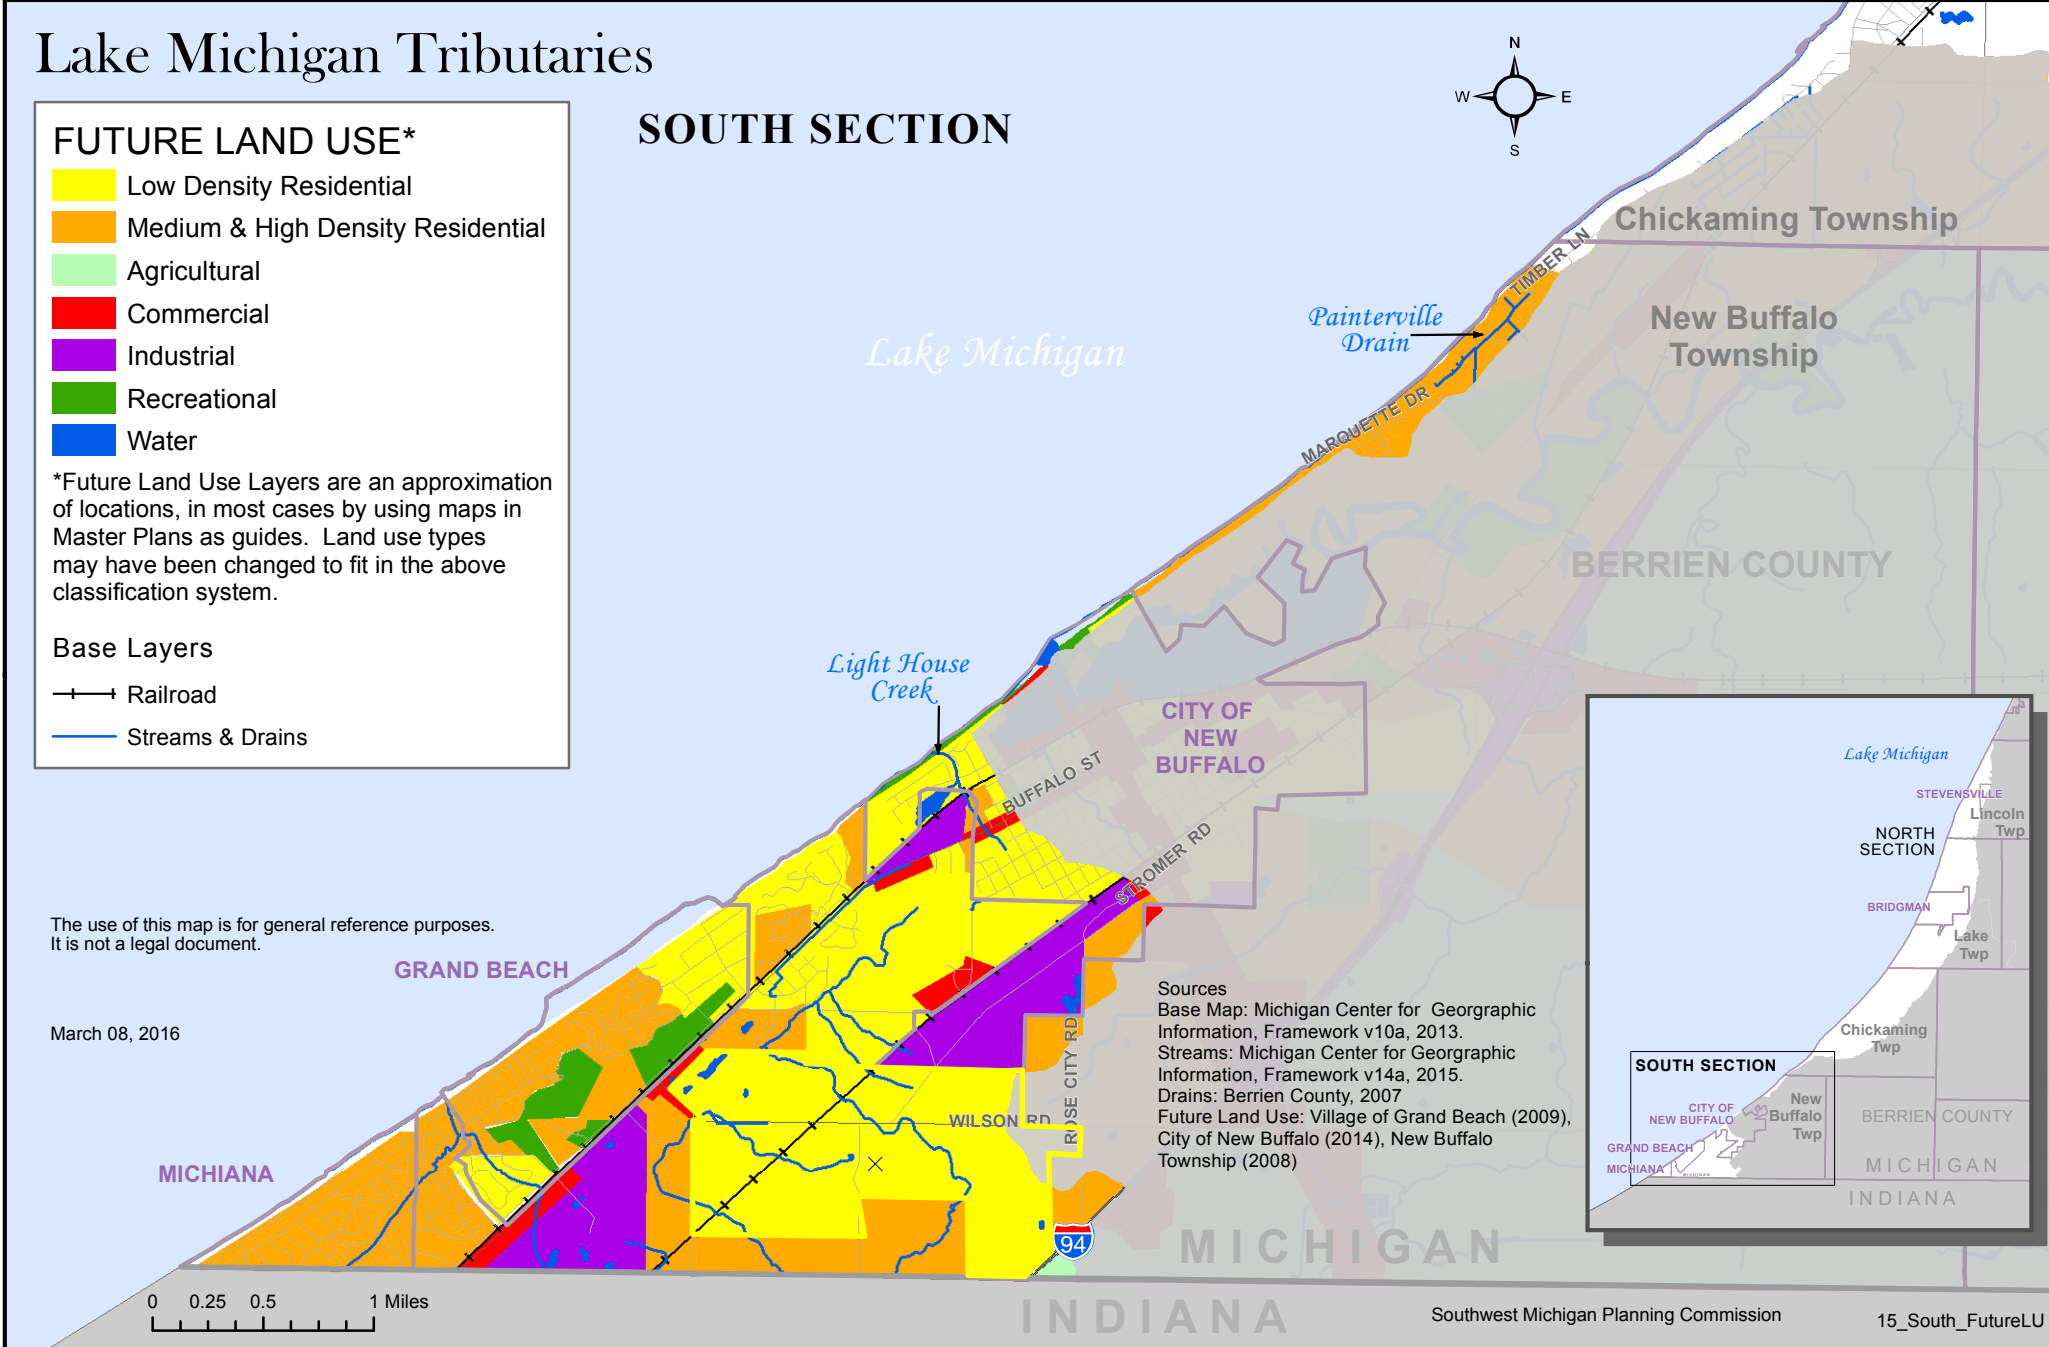 Lake Michigan Tributaries
SOUTH SECTION
FUTURE LAND USE*
Low Density Residential
Medium & High Density Residential
Agricultural
Commercial
Industrial
Recreational
Water
*Future Land Use Layers are an approximation
of locations, in most cases by using maps in
Master Plans as guides.  Land use types
may have been changed to fit in the above
classification system.
Base Layers
Railroad
Streams & Drains
N
W
E
S
Chickaming Township
TIMBER LN
New Buffalo
Township
Painterville
Drain
Lake Michigan
MARQUETTE DR
BERRIEN COUNTY
Light House
Creek
CITY OF
NEW
BUFFALO
BUFFALO ST
STROMER RD
The use of this map is for general reference purposes.
It is not a legal document.
GRAND BEACH
March 08, 2016
MICHIANA
WILSON RD
ROSE CITY RD
Sources
Base Map: Michigan Center for  Georgraphic
Information, Framework v10a, 2013.
Streams: Michigan Center for Georgraphic
Information, Framework v14a, 2015.
Drains: Berrien County, 2007
Future Land Use: Village of Grand Beach (2009),
City of New Buffalo (2014), New Buffalo
Township (2008)
94
MICHIGAN
INDIANA
0
0.25
0.5
1 Miles
Lake Michigan
STEVENSVILLE
Lincoln
Twp
NORTH
SECTION
BRIDGMAN
Lake
Twp
Chickaming
Twp
SOUTH SECTION
CITY OF
NEW BUFFALO
New
Buffalo
Twp
BERRIEN COUNTY
GRAND BEACH
MICHIANA
MICHIGAN
MICHIGAN
INDIANA
Southwest Michigan Planning Commission
15_South_FutureLU